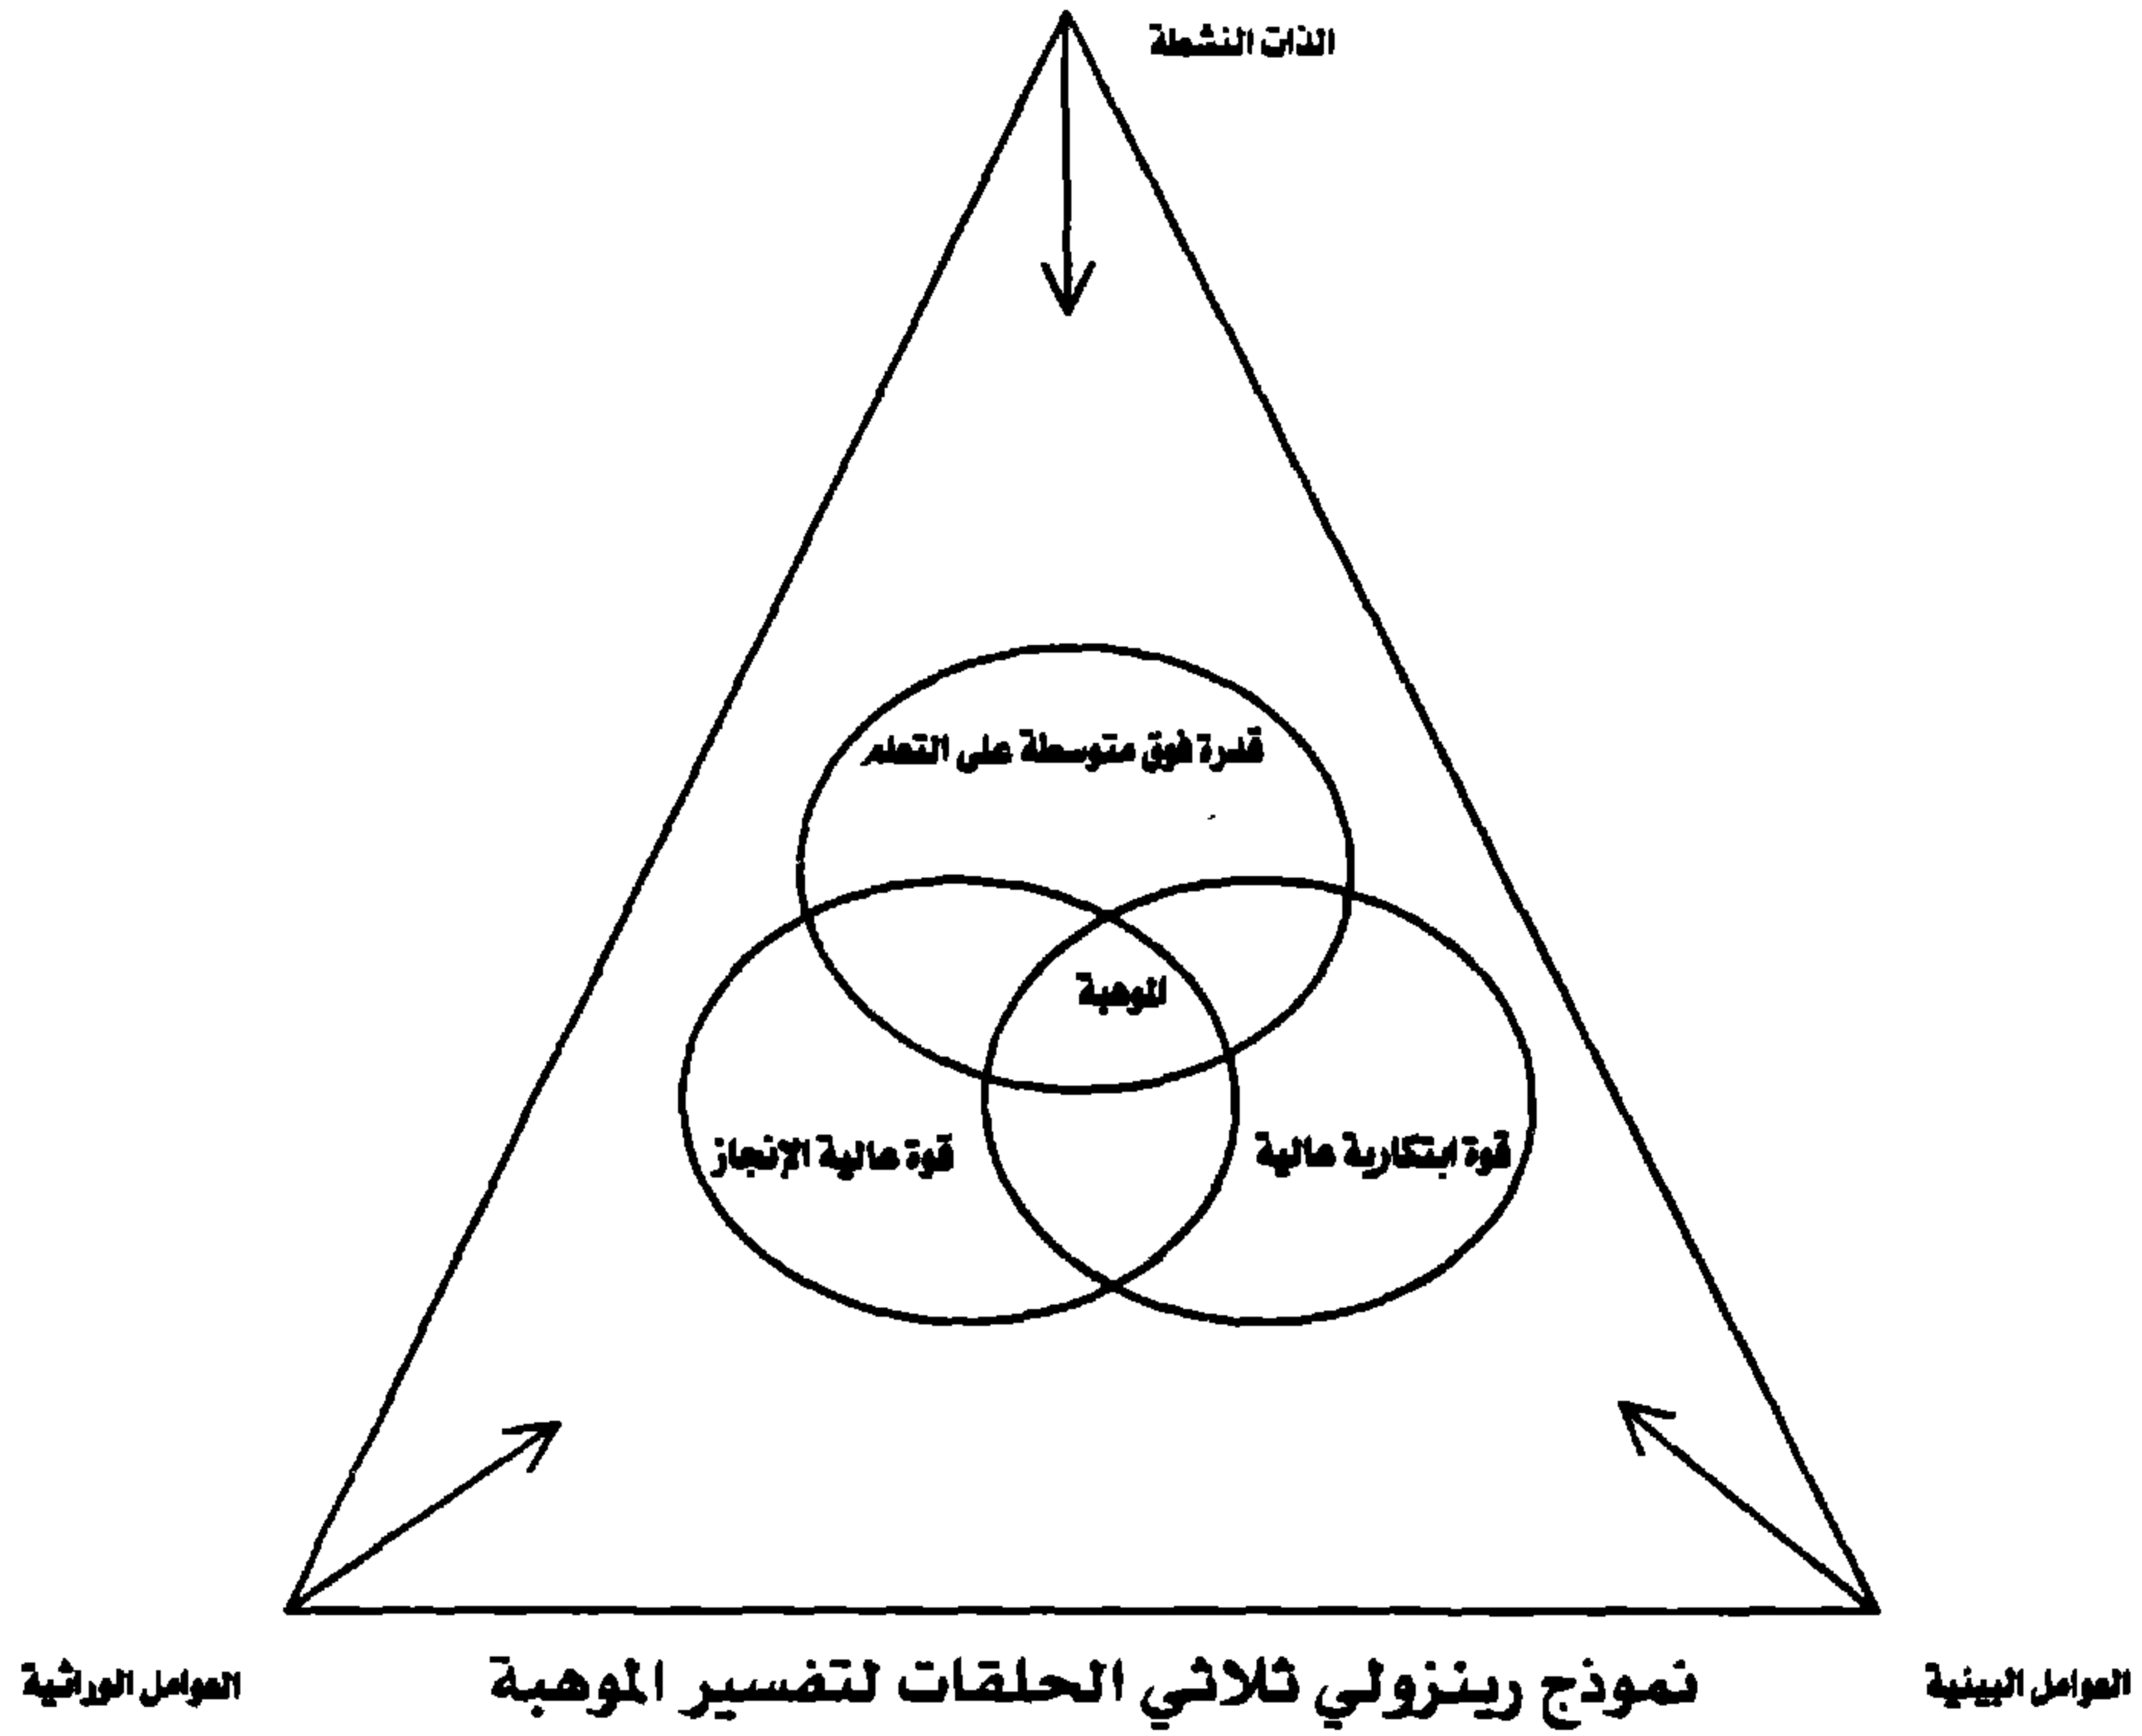 الذات النشطة
قدرة فوق متوسطة على التعلم
الموهبة
قوة ابتكارية عالية
قوة عالية الإنجاز
العوامل البيئية
نموذج رينزولي ثلاثي الحلقات لتفسير الموهبة
العوامل الوراثية